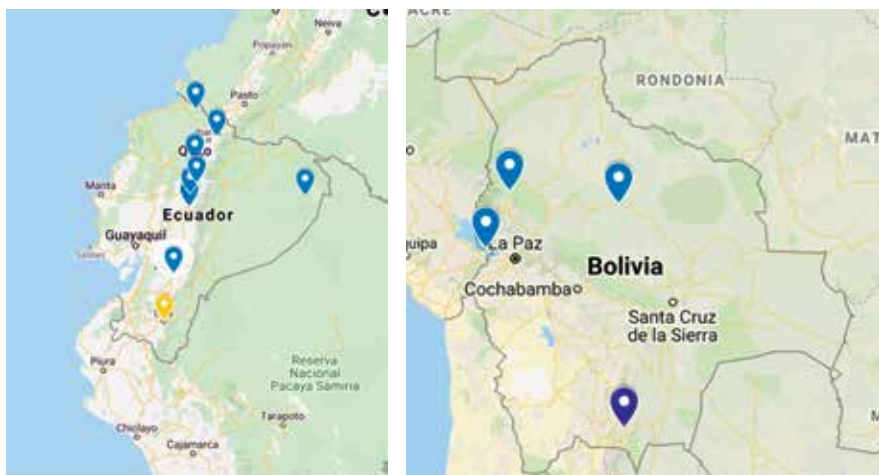 Neiva
Popayán
Pasto
Manta
Ecuador
Guayaquil
Piura
Reserva
Nacional
Pacaya Samiria
Tarapoto
Chiclayo
Cajamarca
ACRE
RONDONIA
MAT
quipa
La Paz
Bolivia
Cochabamba
Santa Cruz
de la Sierra